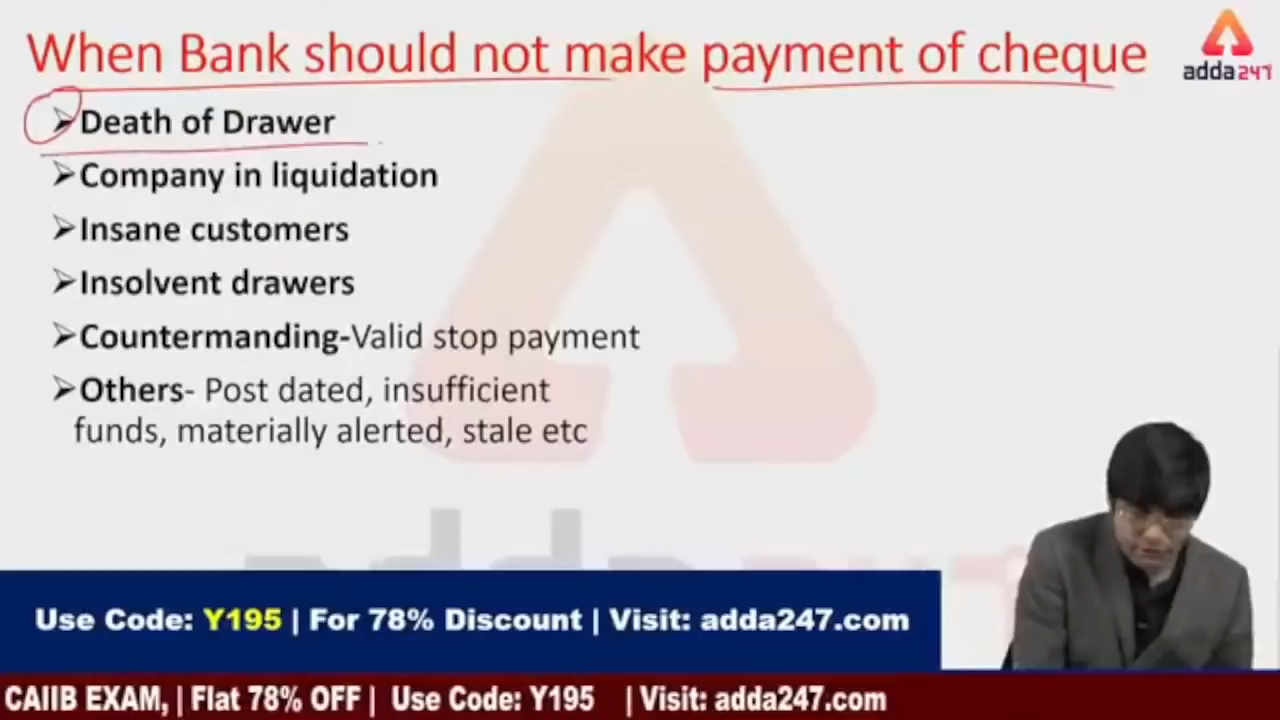 When Bank should not make payment of cheque
adda247
➢Death of Drawer
➢Company in liquidation
➢Insane customers
➢Insolvent drawers
➢Countermanding-Valid stop payment
➢Others- Post dated, insufficient
funds, materially alerted, stale etc
Use Code: Y195 | For 78% Discount | Visit: adda247.com
CAIIB EXAM, | Flat 78% OFF | Use Code: Y195 | Visit: adda247.com